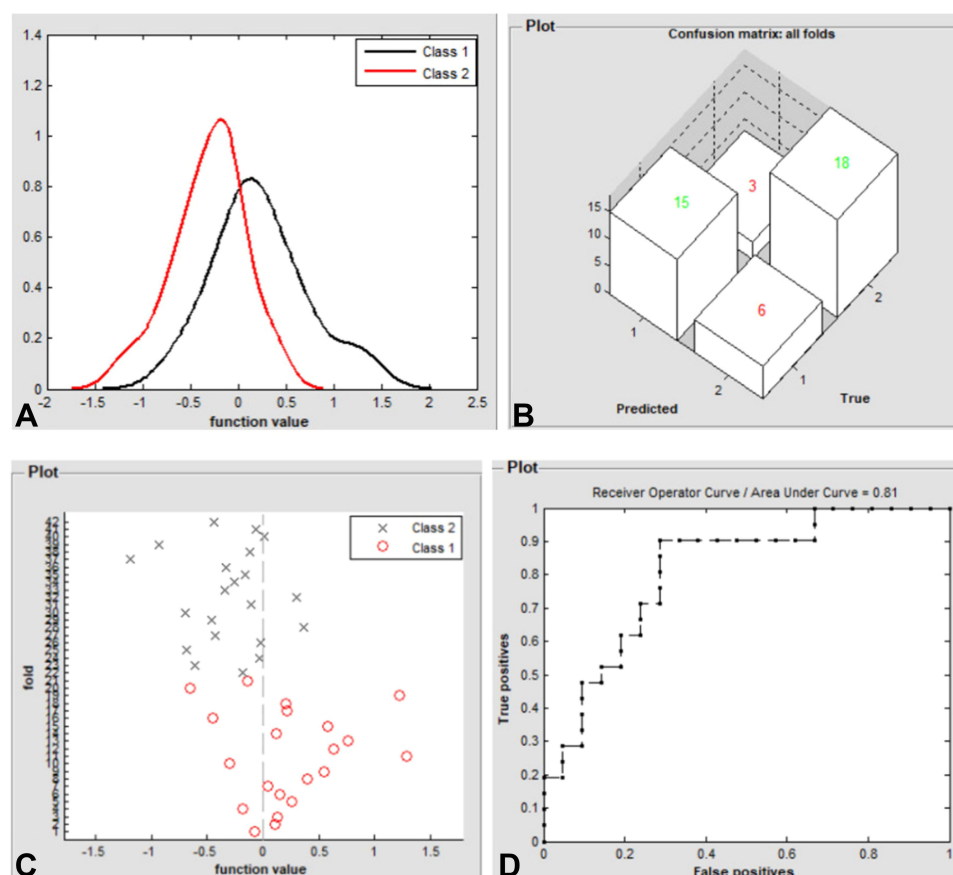 1.4
1.2
1
0.8
0.6
0.4
0.2
0
-2 -1.5 -1 -0.5 0 0.5 1 1.5 2 2.5
function value
Class 1
Class 2
A
Plot
Confusion matrix: all folds
15
3
18
6
15
10
5
0
1
2
Predicted
1
2
True
B
Plot
Class 2
Class 1
fold
-1.5 -1 -0.5 0 0.5 1 1.5
function value
C
Plot
Receiver Operator Curve / Area Under Curve = 0.81
1
0.9
0.8
0.7
0.6
0.5
0.4
0.3
0.2
0.1
0
True positives
0 0.2 0.4 0.6 0.8 1
False positives
D